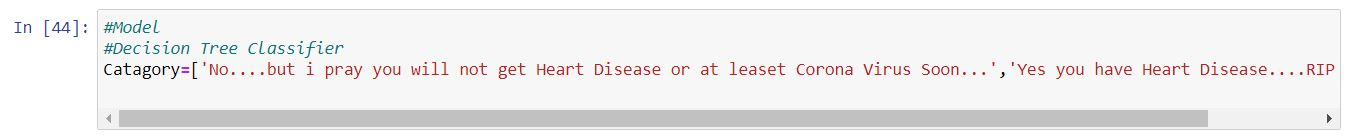 In [44]: #Model
#Decision Tree Classifier
Catagory=['No....but i pray you will not get Heart Disease or at leaset Corona Virus Soon...','Yes you have Heart Disease....RIP